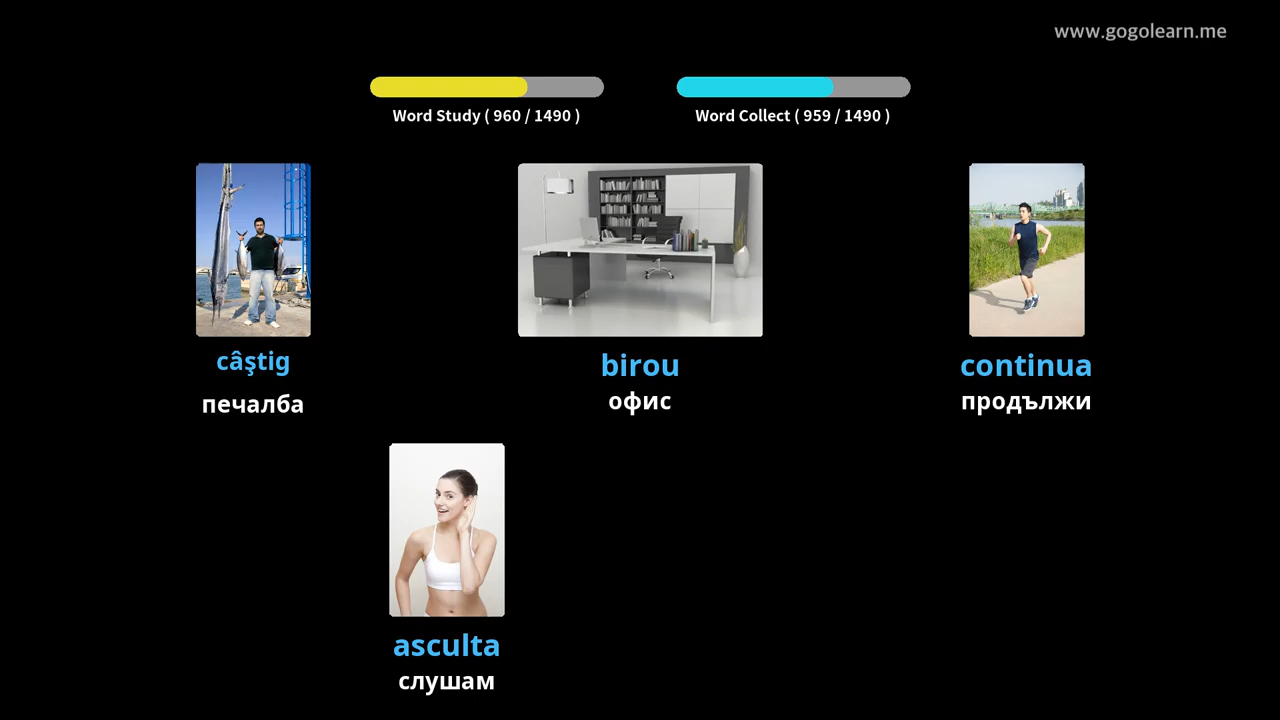 www.gogolearn.me
Word Study ( 960 / 1490 )
Word Collect ( 959 / 1490 )
câştig
печалба
birou
офис
continua
продължи
asculta
слушам